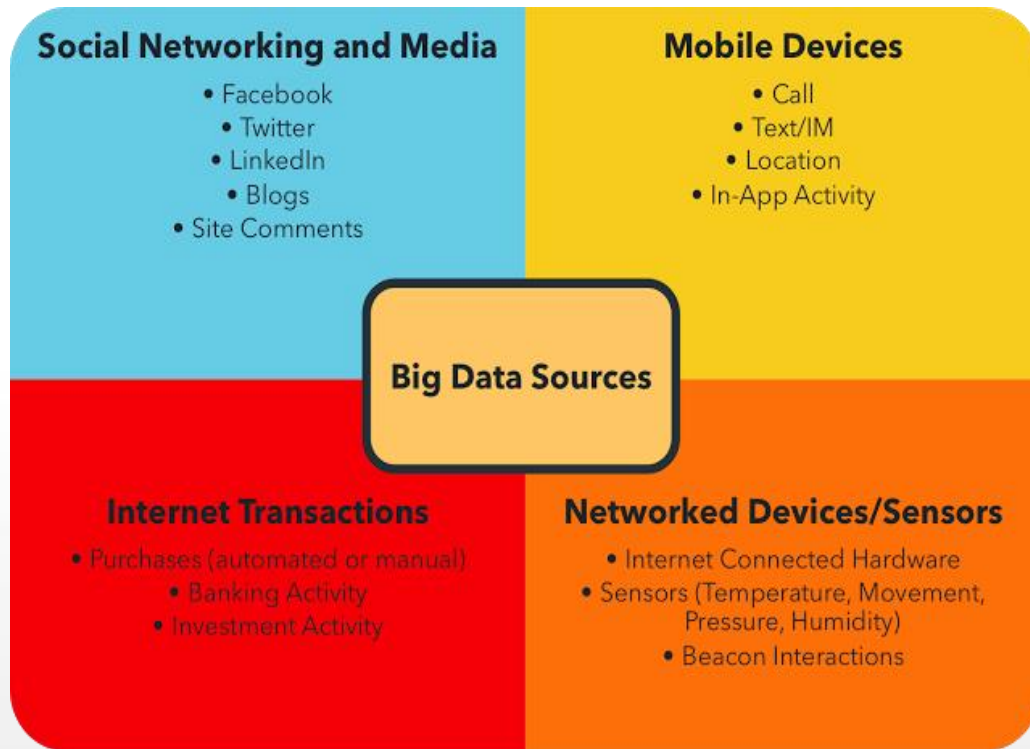 Social Networking and Media
• Facebook
• Twitter
• LinkedIn
• Blogs
• Site Comments
Mobile Devices
• Call
• Text/IM
• Location
• In-App Activity
Big Data Sources
Internet Transactions
• Purchases (automated or manual)
• Banking Activity
• Investment Activity
Networked Devices/Sensors
• Internet Connected Hardware
• Sensors (Temperature, Movement,
Pressure, Humidity)
• Beacon Interactions